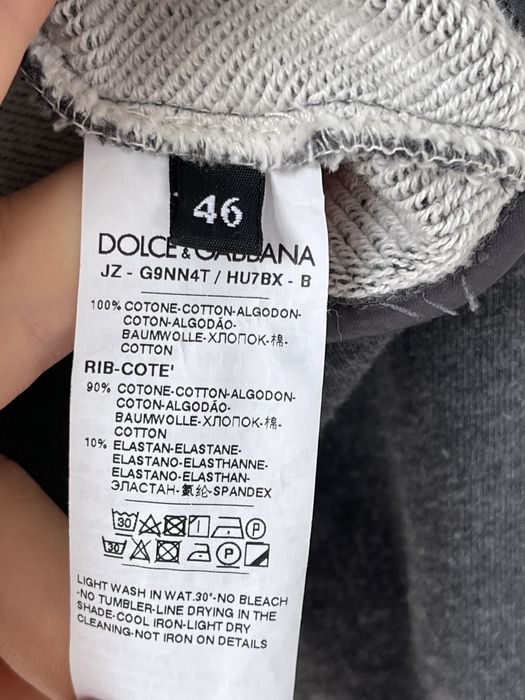 46
DOLCE & GABBANA
JZ - G9NN4T / HU7BX - B
100% COTONE-COTTON-ALGODON-
COTON-ALGODÃO-
BAUMWOLLE-ХЛОПОК-棉-
COTTON
RIB-COTE'
90% COTONE-COTTON-ALGODON-
COTON-ALGODÃO-
BAUMWOLLE-ХЛОПОК-棉-
COTTON
10% ELASTAN-ELASTANE-
ELASTANO-ELASTHANNE-
ELASTANO-ELASTHAN-
ЭЛАСТАН-氨纶-SPANDEX
30 P
30 P
LIGHT WASH IN WAT.30°-NO BLEACH
-NO TUMBLER-LINE DRYING IN THE
SHADE-COOL IRON-LIGHT DRY
CLEANING-NOT IRON ON DETAILS